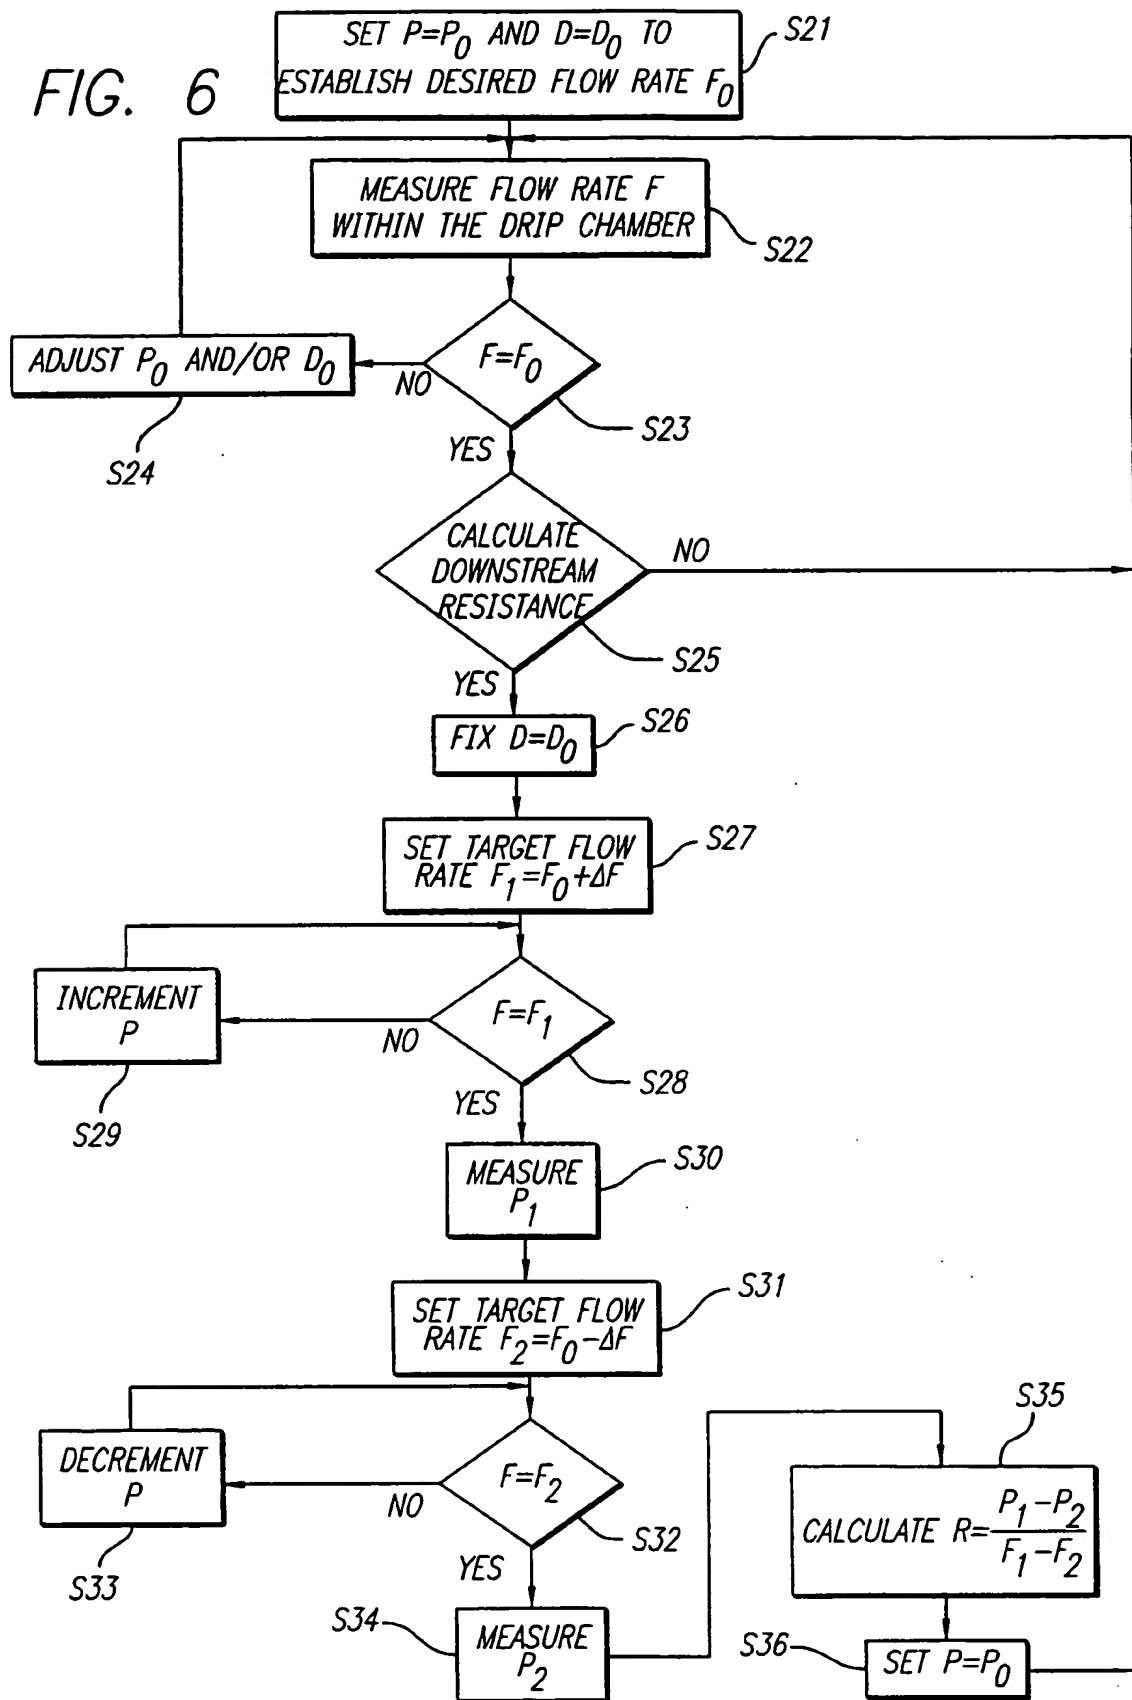 FIG. 6
SET P=P₀ AND D=D₀ TO
ESTABLISH DESIRED FLOW RATE F₀
S21
MEASURE FLOW RATE F
WITHIN THE DRIP CHAMBER
S22
F=F₀
S23
NO
ADJUST P₀ AND/OR D₀
S24
YES
CALCULATE
DOWNSTREAM
RESISTANCE
NO
S25
YES
FIX D=D₀
S26
SET TARGET FLOW
RATE F₁=F₀+ΔF
S27
F=F₁
NO
INCREMENT
P
S28
S29
YES
MEASURE
P₁
S30
SET TARGET FLOW
RATE F₂=F₀-ΔF
S31
F=F₂
NO
DECREMENT
P
S32
S33
YES
MEASURE
P₂
S34
S35
CALCULATE R=(P₁-P₂)/(F₁-F₂)
S36
SET P=P₀